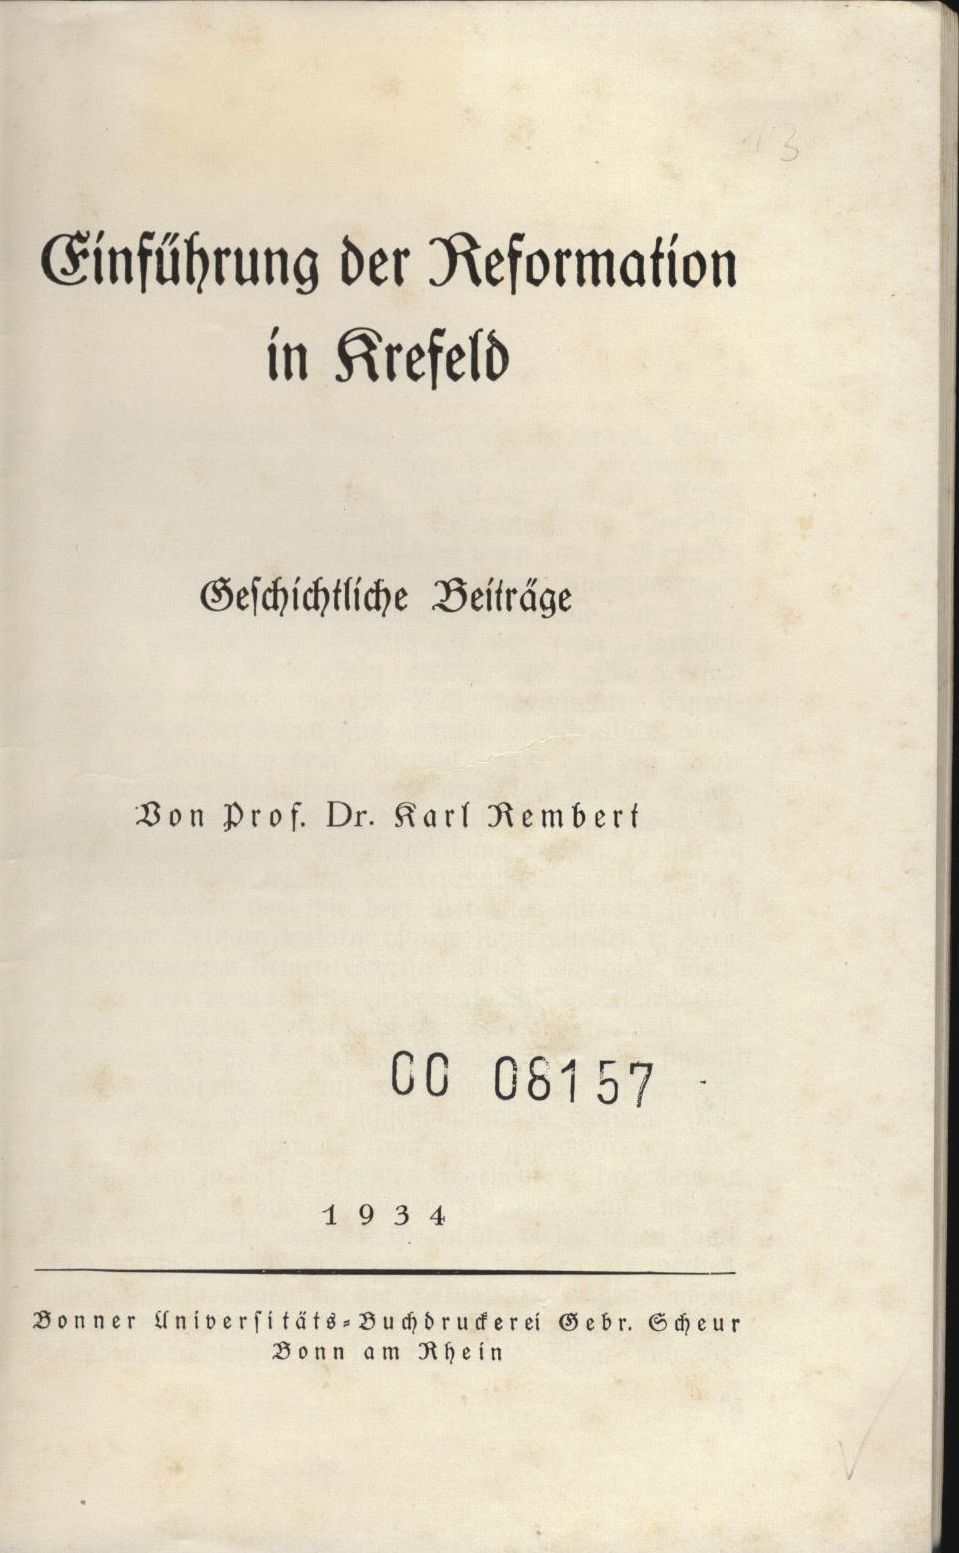 Einführung der Reformation
in Krefeld
Geschichtliche Beiträge
Von Prof. Dr. Karl Rembert
00 08157
1934
Bonner Universitäts-Buchdruckerei Gebr. Scheur
Bonn am Rhein